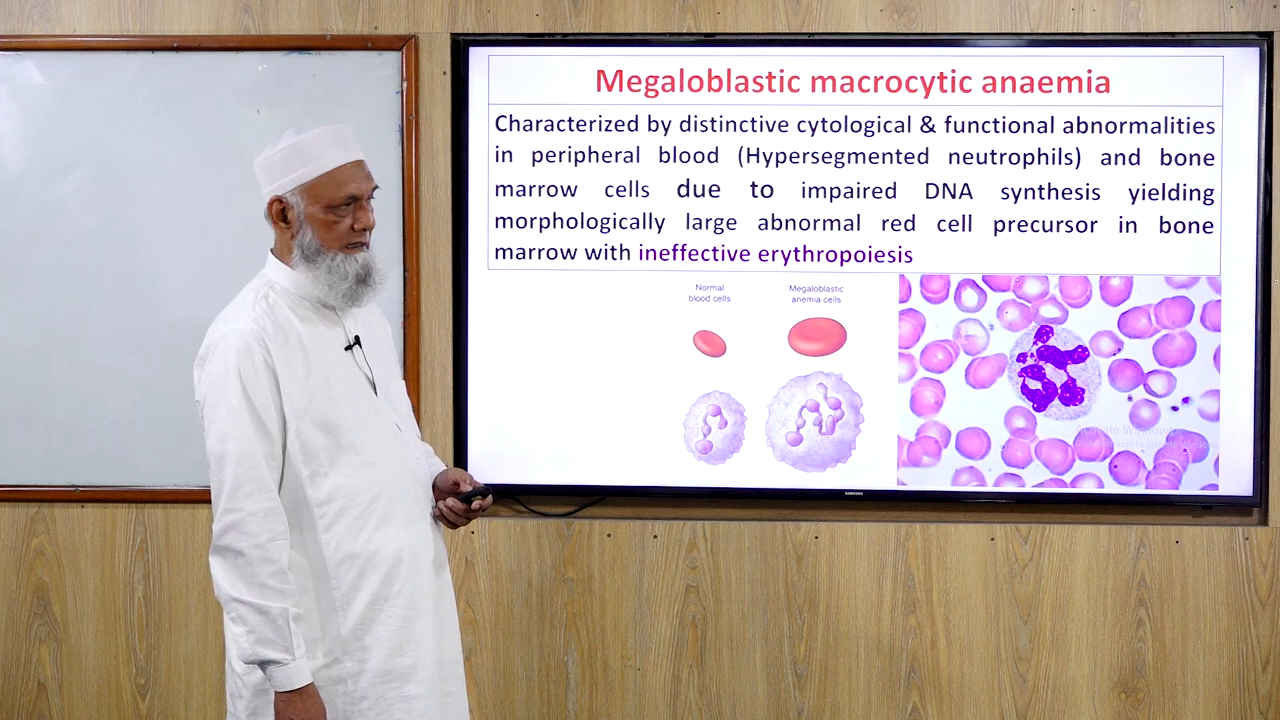 Megaloblastic macrocytic anaemia
Characterized by distinctive cytological & functional abnormalities
in peripheral blood (Hypersegmented neutrophils) and bone
marrow cells due to impaired DNA synthesis yielding
morphologically large abnormal red cell precursor in bone
marrow with ineffective erythropoiesis
Normal
blood cells
Megaloblastic
anemia cells
Activate Windows
SAMSUNG